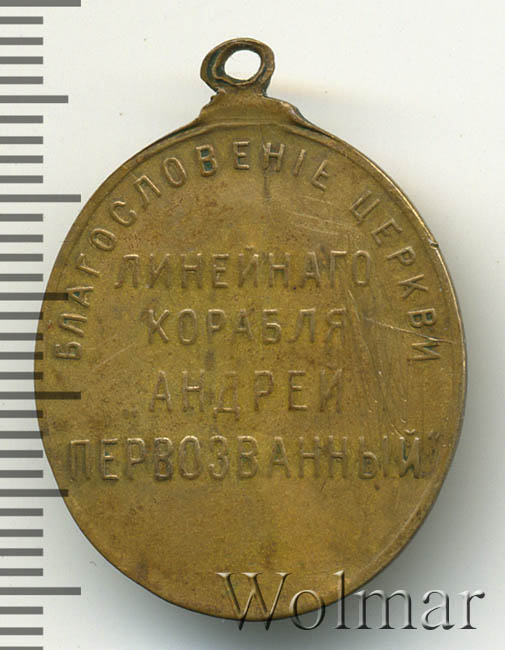 БЛАГОСЛОВЕНІЕ ЦЕРКВИ
ЛИНЕЙНАГО
КОРАБЛЯ
АНДРЕЙ
ПЕРВОЗВАННЫЙ
Wolmar